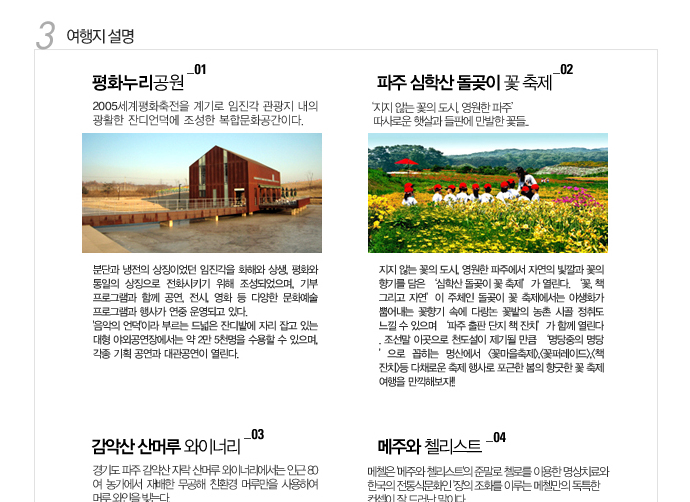 3 여행지 설명
평화누리공원 _01
2005세계평화축전을 계기로 임진각 관광지 내의
광활한 잔디언덕에 조성한 복합문화공간이다.
분단과 냉전의 상징이었던 임진각을 화해와 상생, 평화와
통일의 상징으로 전환시키기 위해 조성되었으며, 기부
프로그램과 함께 공연, 전시, 영화 등 다양한 문화예술
프로그램과 행사가 연중 운영되고 있다.
'음악의 언덕'이라 부르는 드넓은 잔디밭에 자리 잡고 있는
대형 야외공연장에서는 약 2만 5천명을 수용할 수 있으며,
각종 기획 공연과 대관공연이 열린다.
파주 심학산 돌곶이 꽃 축제 _02
'지지 않는 꽃의 도시, 영원한 파주'
따사로운 햇살과 들판에 만발한 꽃들..
지지 않는 꽃의 도시, 영원한 파주에서 자연의 빛깔과 꽃의
향기를 담은 '심학산 돌곶이 꽃 축제' 가 열린다. '꽃, 책
그리고 자연' 이 주체인 돌곶이 꽃 축제에서는 야생화가
뿜어내는 꽃향기 속에 다랑논 꽃밭의 농촌 시골 정취도
느낄 수 있으며 '파주 출판 단지 책 잔치' 가 함께 열린다
. 조선말 이곳으로 천도설이 제기될 만큼 '명당중의 명당
' 으로 꼽히는 명산에서 <꽃마을축제>,<꽃퍼레이드>,<책
잔치>등 다채로운 축제 행사로 포근한 봄의 향긋한 꽃 축제
여행을 만끽해보자!!
감악산 산머루 와이너리 _03
경기도 파주 감악산 자락 산머루 와이너리에서는 인근 80
여 농가에서 재배한 무공해 친환경 머루만을 사용하여
머루 와인을 빚는다.
메주와 첼리스트 _04
메첼은 '메주와 첼리스트'의 준말로 첼로를 이용한 명상치료와
한국의 전통식문화인 '장'의 조화를 이루는 메첼만의 독특한
컨셉이 잘 드러난 말이다.